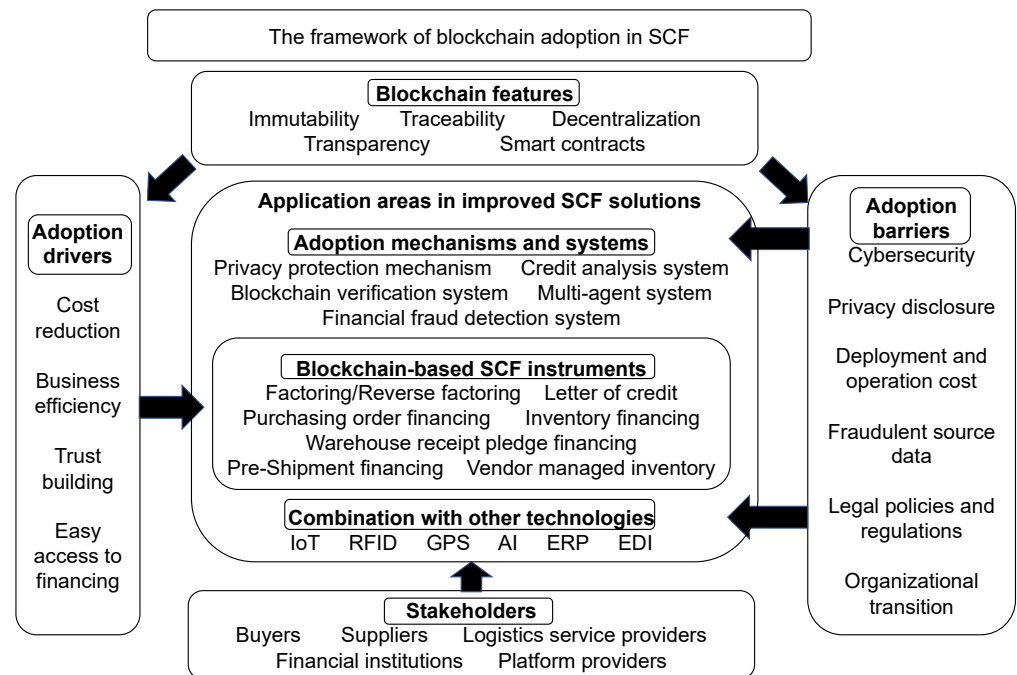 The framework of blockchain adoption in SCF
Blockchain features
Immutability Traceability Decentralization
Transparency Smart contracts
Adoption
drivers
Cost
reduction
Business
efficiency
Trust
building
Easy
access to
financing
Application areas in improved SCF solutions
Adoption mechanisms and systems
Privacy protection mechanism Credit analysis system
Blockchain verification system Multi-agent system
Financial fraud detection system
Blockchain-based SCF instruments
Factoring/Reverse factoring Letter of credit
Purchasing order financing Inventory financing
Warehouse receipt pledge financing
Pre-Shipment financing Vendor managed inventory
Combination with other technologies
IoT RFID GPS AI ERP EDI
Adoption
barriers
Cybersecurity
Privacy disclosure
Deployment and
operation cost
Fraudulent source
data
Legal policies and
regulations
Organizational
transition
Stakeholders
Buyers Suppliers Logistics service providers
Financial institutions Platform providers